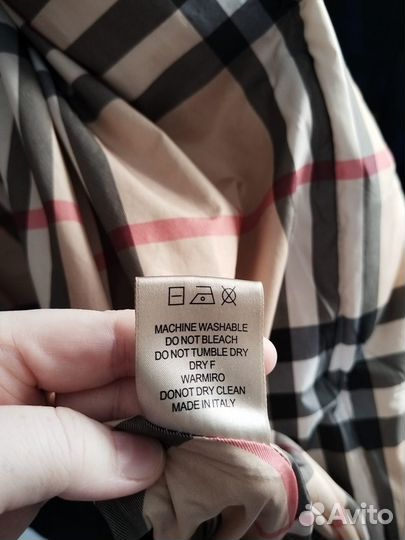 MACHINE WASHABLE
DO NOT BLEACH
DO NOT TUMBLE DRY
DRY F
WARMIRO
DONOT DRY CLEAN
MADE IN ITALY
Avito